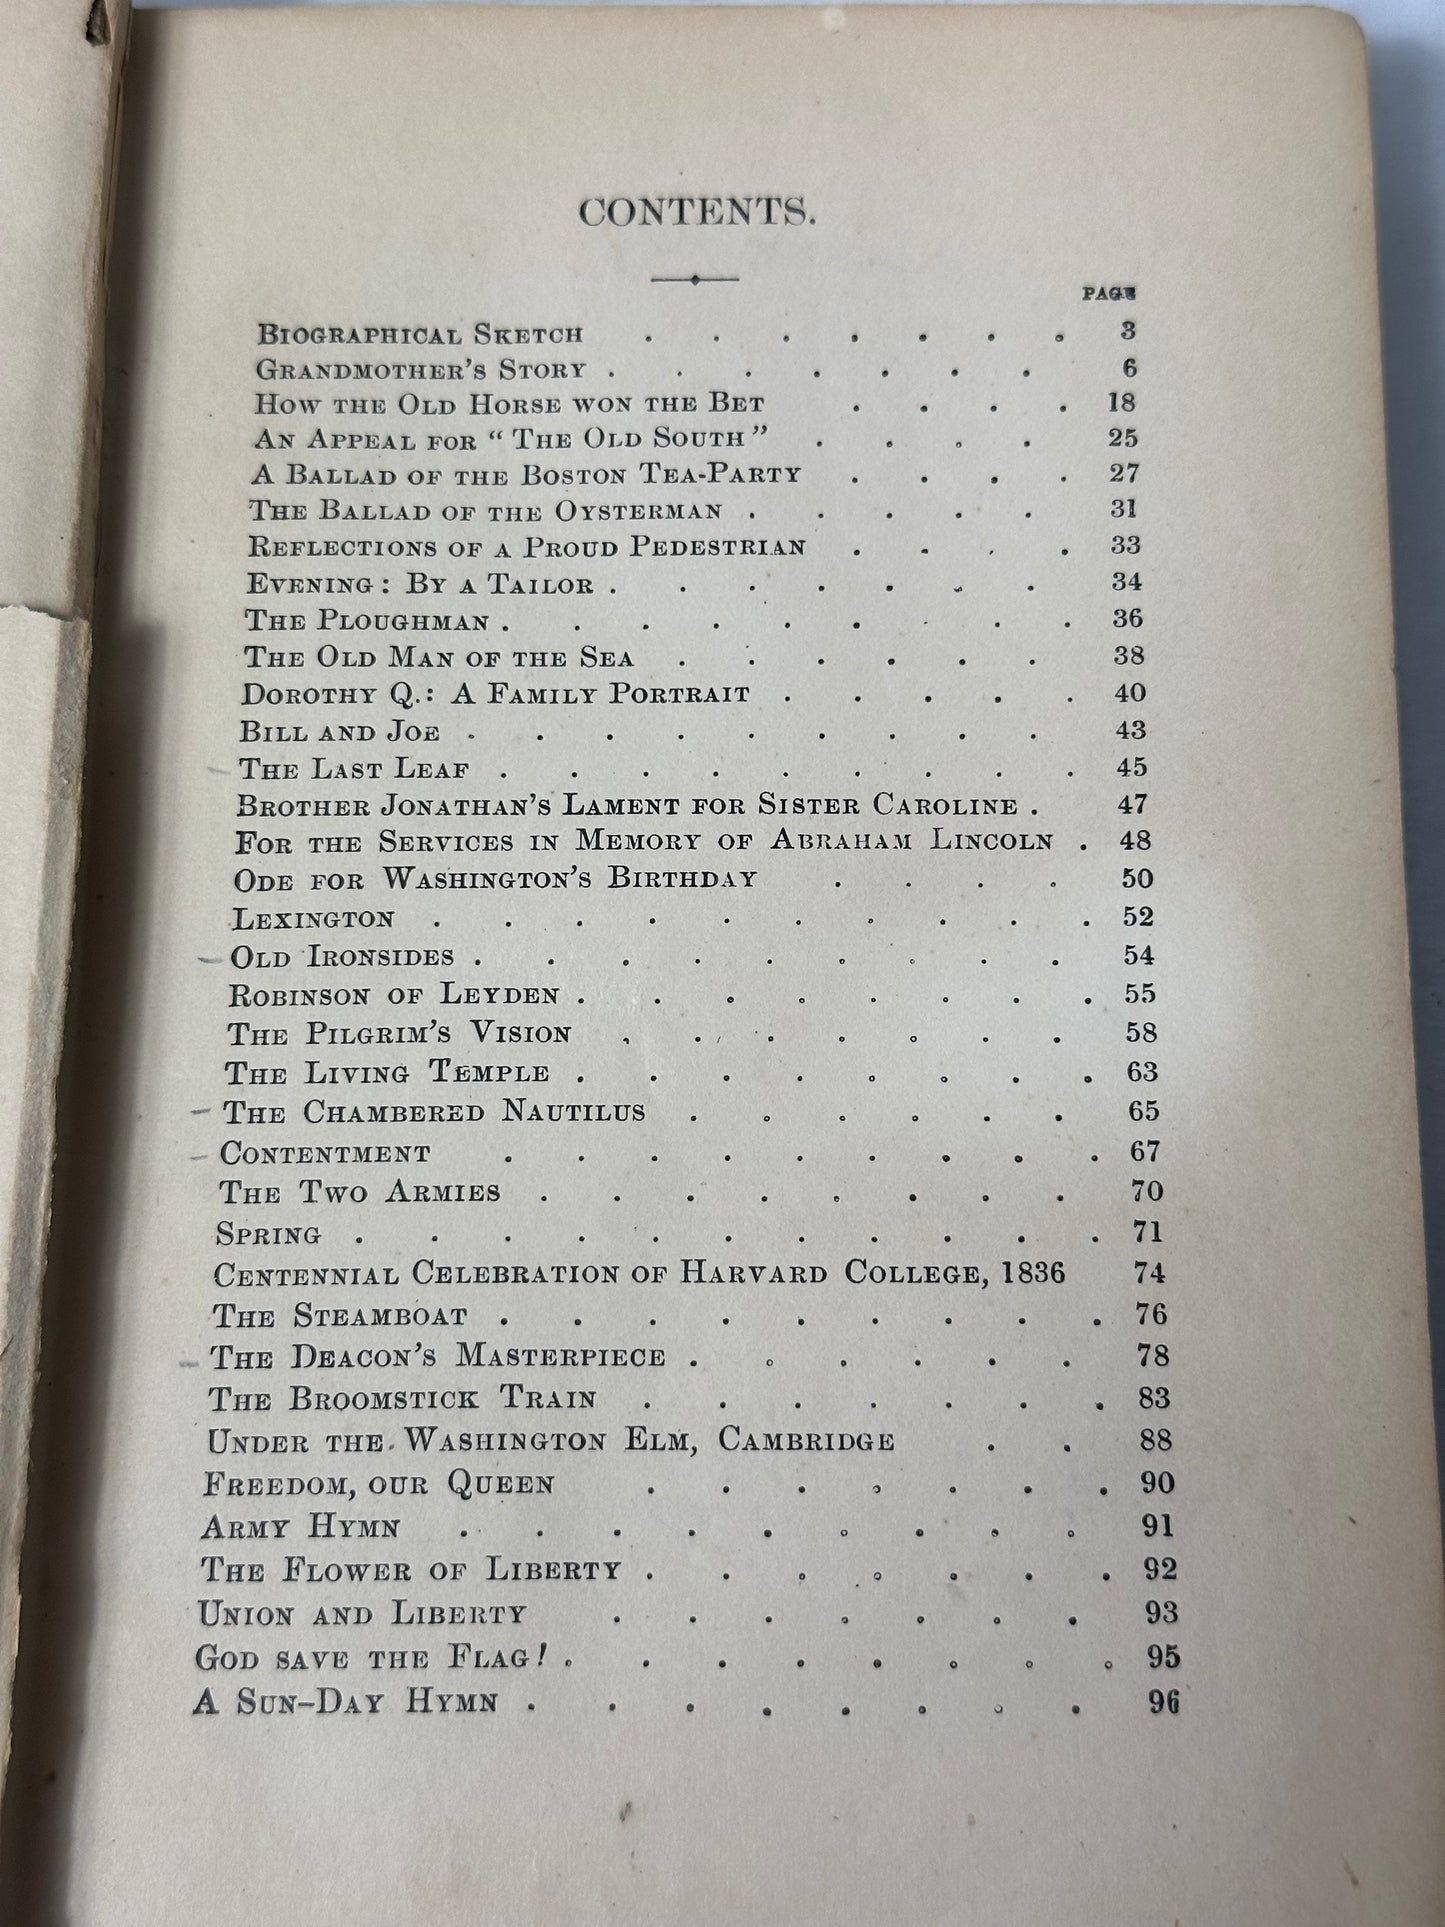 CONTENTS.
PAGE
BIOGRAPHICAL SKETCH . . . . . . . 3
GRANDMOTHER'S STORY . . . . . . . 6
HOW THE OLD HORSE WON THE BET . . . . 18
AN APPEAL FOR "THE OLD SOUTH" . . . . 25
A BALLAD OF THE BOSTON TEA-PARTY . . . . 27
THE BALLAD OF THE OYSTERMAN . . . . . 31
REFLECTIONS OF A PROUD PEDESTRIAN . . . . 33
EVENING: BY A TAILOR . . . . . . . 34
THE PLOUGHMAN . . . . . . . . . 36
THE OLD MAN OF THE SEA . . . . . . 38
DOROTHY Q.: A FAMILY PORTRAIT . . . . . 40
BILL AND JOE . . . . . . . . . 43
THE LAST LEAF . . . . . . . . . 45
BROTHER JONATHAN'S LAMENT FOR SISTER CAROLINE . 47
FOR THE SERVICES IN MEMORY OF ABRAHAM LINCOLN . 48
ODE FOR WASHINGTON'S BIRTHDAY . . . . 50
LEXINGTON . . . . . . . . . . 52
OLD IRONSIDES . . . . . . . . . 54
ROBINSON OF LEYDEN . . . . . . . . 55
THE PILGRIM'S VISION . . . . . . . 58
THE LIVING TEMPLE . . . . . . . . 63
THE CHAMBERED NAUTILUS . . . . . . 65
CONTENTMENT . . . . . . . . . 67
THE TWO ARMIES . . . . . . . . 70
SPRING . . . . . . . . . . . 71
CENTENNIAL CELEBRATION OF HARVARD COLLEGE, 1836 74
THE STEAMBOAT . . . . . . . . . 76
THE DEACON'S MASTERPIECE . . . . . . 78
THE BROOMSTICK TRAIN . . . . . . . 83
UNDER THE WASHINGTON ELM, CAMBRIDGE . . 88
FREEDOM, OUR QUEEN . . . . . . . 90
ARMY HYMN . . . . . . . . . 91
THE FLOWER OF LIBERTY . . . . . . . 92
UNION AND LIBERTY . . . . . . . 93
GOD SAVE THE FLAG! . . . . . . . . 95
A SUN-DAY HYMN . . . . . . . . 96